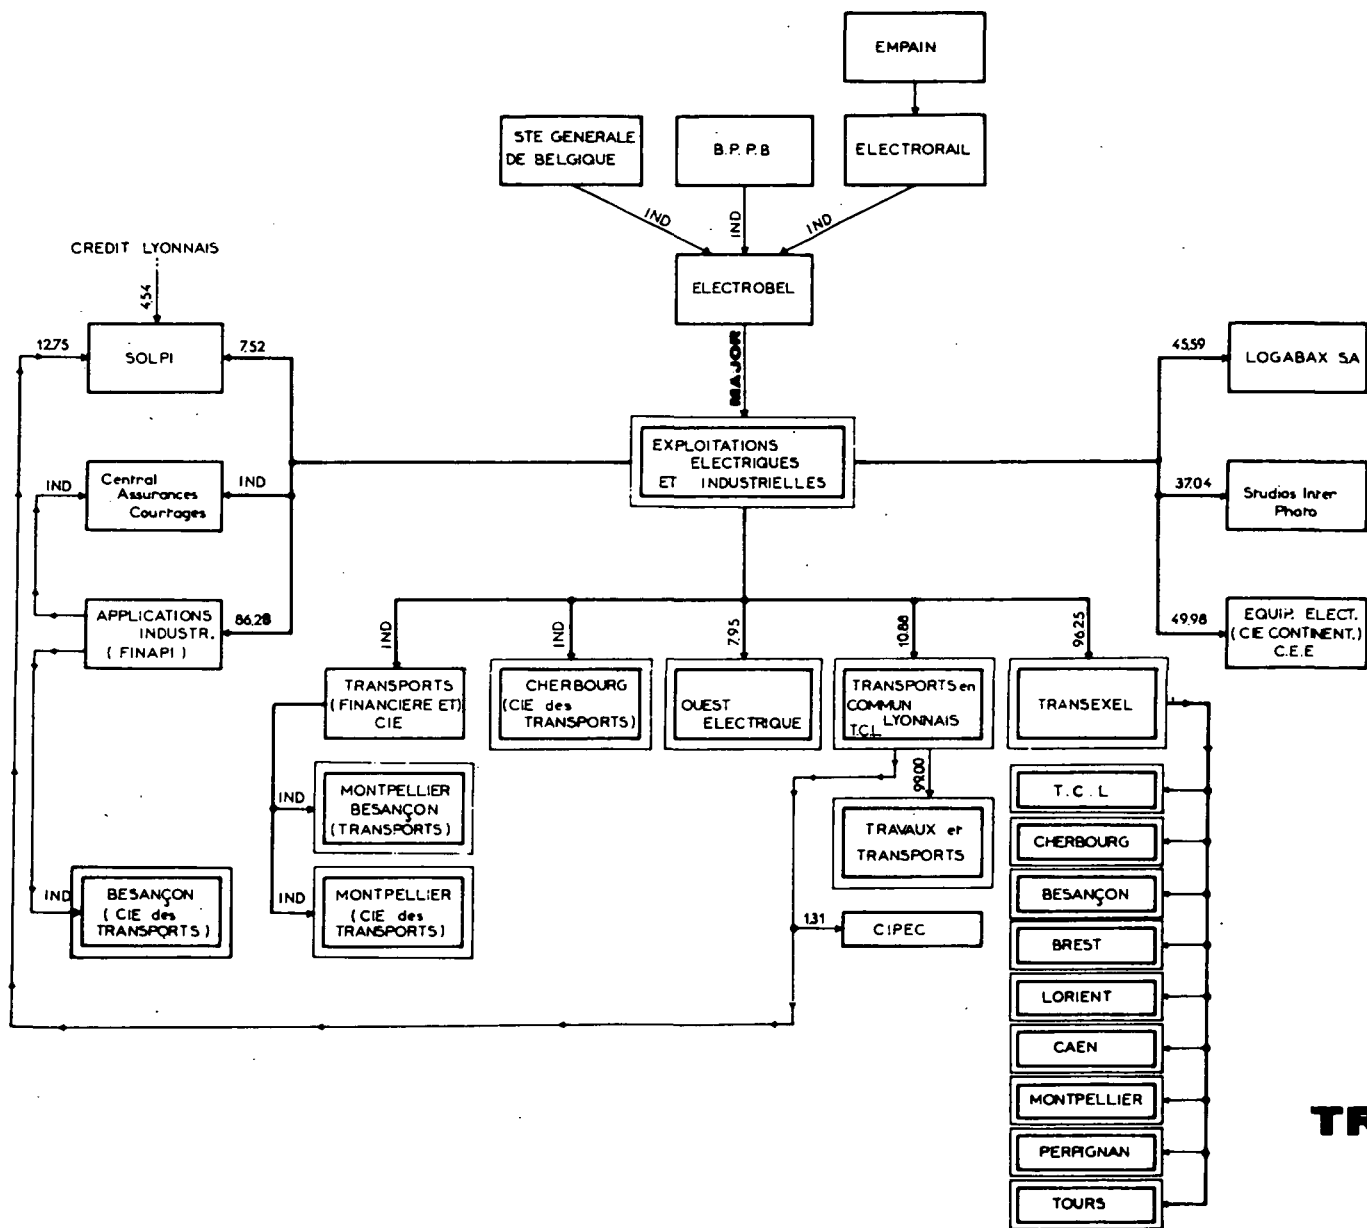 EMPAIN
STE GENERALE
DE BELGIQUE
B.P.P.B
ELECTRORAIL
IND
IND
IND
CREDIT LYONNAIS
4,54
ELECTROBEL
12.75
SOLPI
7,52
MAJOR
45,59
LOGABAX SA
EXPLOITATIONS
ELECTRIQUES
ET INDUSTRIELLES
IND
Central
Assurances
Courtages
IND
37.04
Studios Inter
Photo
APPLICATIONS
INDUSTR.
( FINAPI )
86,28
49,98
EQUIP. ELECT.
( CIE CONTINENT.)
C.E.E
IND
IND
7.95
10.88
96.25
TRANSPORTS
(FINANCIERE ET)
CIE
CHERBOURG
(CIE des
TRANSPORTS)
OUEST
ELECTRIQUE
TRANSPORTS en
COMMUN
LYONNAIS
T.C.L
TRANSEXEL
99.00
IND
MONTPELLIER
BESANÇON
(TRANSPORTS)
TRAVAUX et
TRANSPORTS
T. C . L
CHERBOURG
IND
BESANÇON
( CIE des
TRANSPORTS )
IND
MONTPELLIER
( CIE des
TRANSPORTS )
BESANÇON
1,31
CIPEC
BREST
LORIENT
CAEN
MONTPELLIER
TR
PERPIGNAN
TOURS